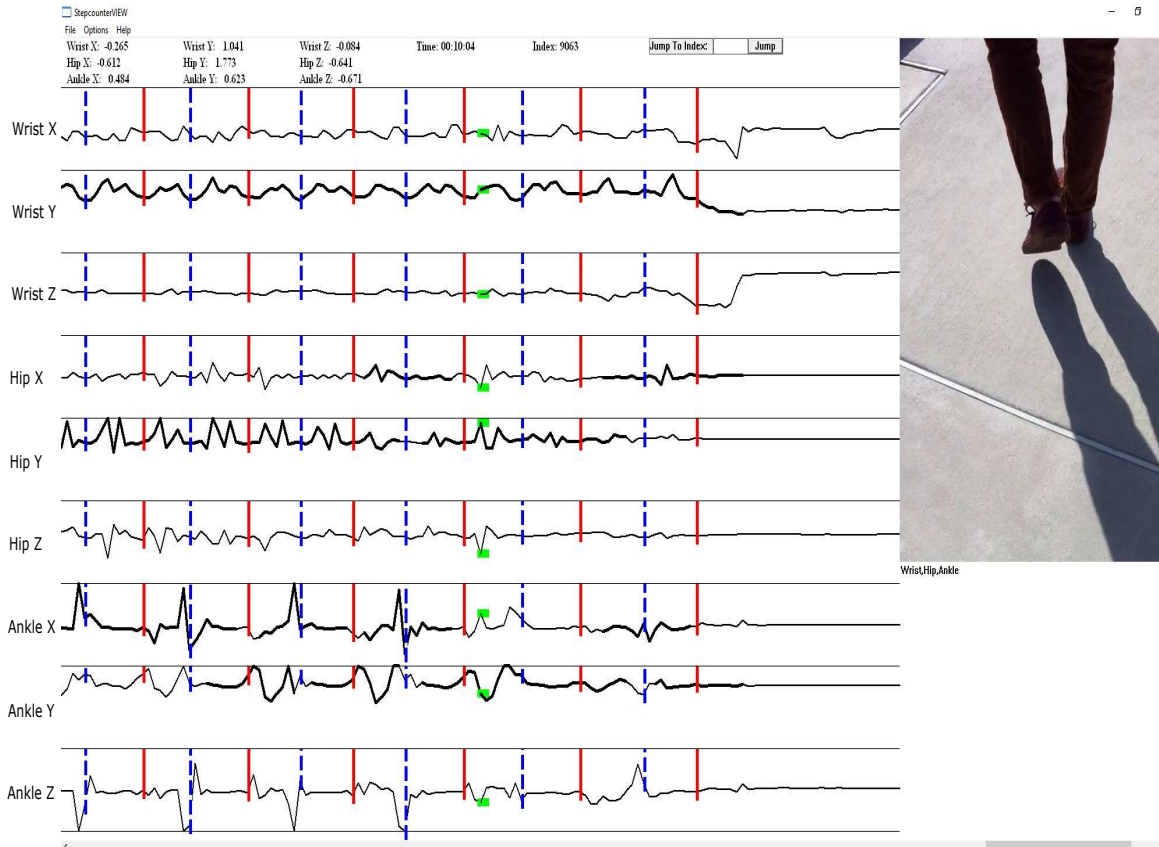 StepcounterVIEW
File Options Help
Wrist X: -0.265 Wrist Y: 1.041 Wrist Z: -0.084 Time: 00:10:04 Index: 9063 Jump To Index: Jump
Hip X: -0.612 Hip Y: 1.773 Hip Z: -0.641
Ankle X: 0.484 Ankle Y: 0.623 Ankle Z: -0.671
Wrist X
Wrist Y
Wrist Z
Hip X
Hip Y
Hip Z
Wrist,Hip,Ankle
Ankle X
Ankle Y
Ankle Z